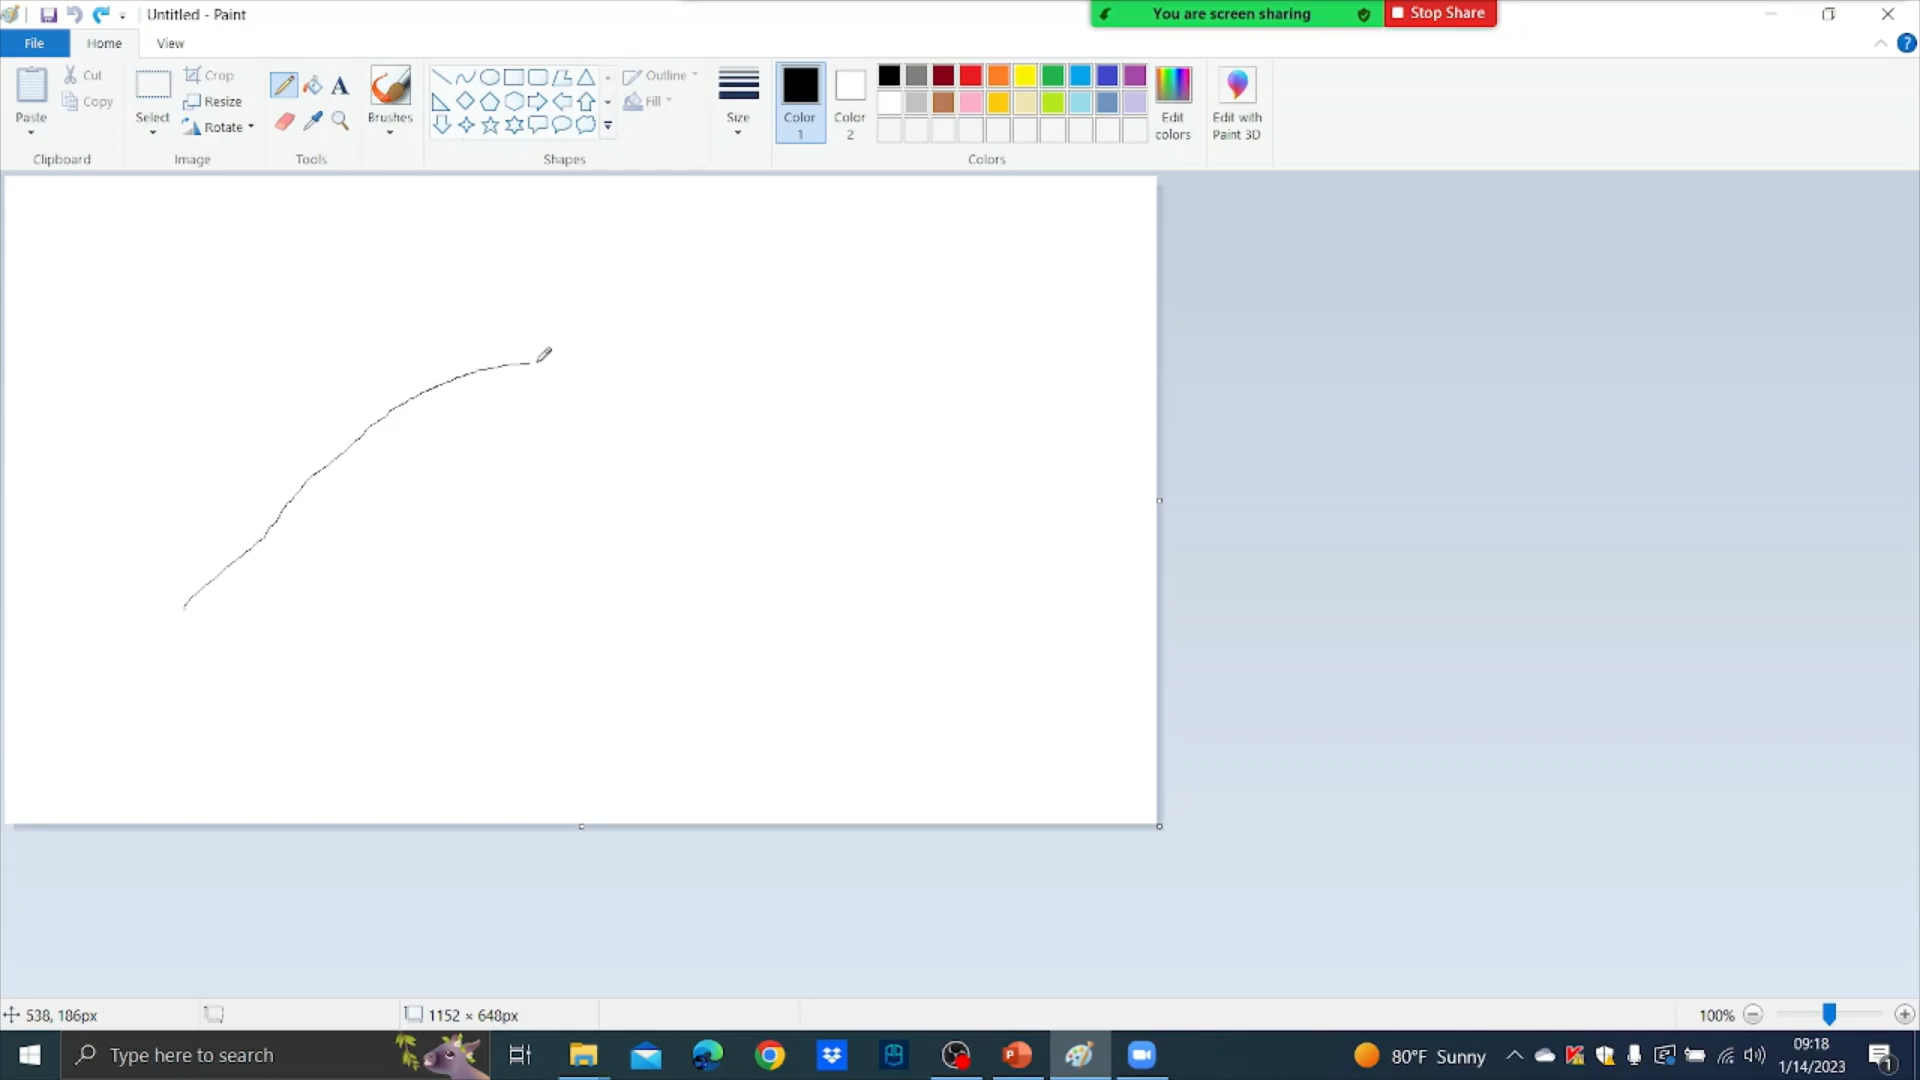 Untitled - Paint
You are screen sharing
Stop Share
File
Home
View
?
Paste
Cut
Copy
Clipboard
Select
Crop
Resize
Rotate
Image
A
Tools
Brushes
Outline
Fill
Shapes
Size
Color
1
Color
2
Colors
Edit
colors
Edit with
Paint 3D
538, 186px
1152 × 648px
100%
Type here to search
P
80°F Sunny
09:18
1/14/2023
1